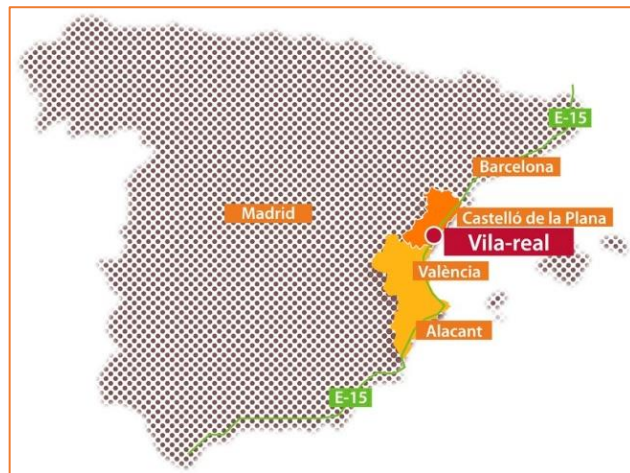 E-15
Barcelona
Madrid
Castelló de la Plana
Vila-real
València
Alacant
E-15